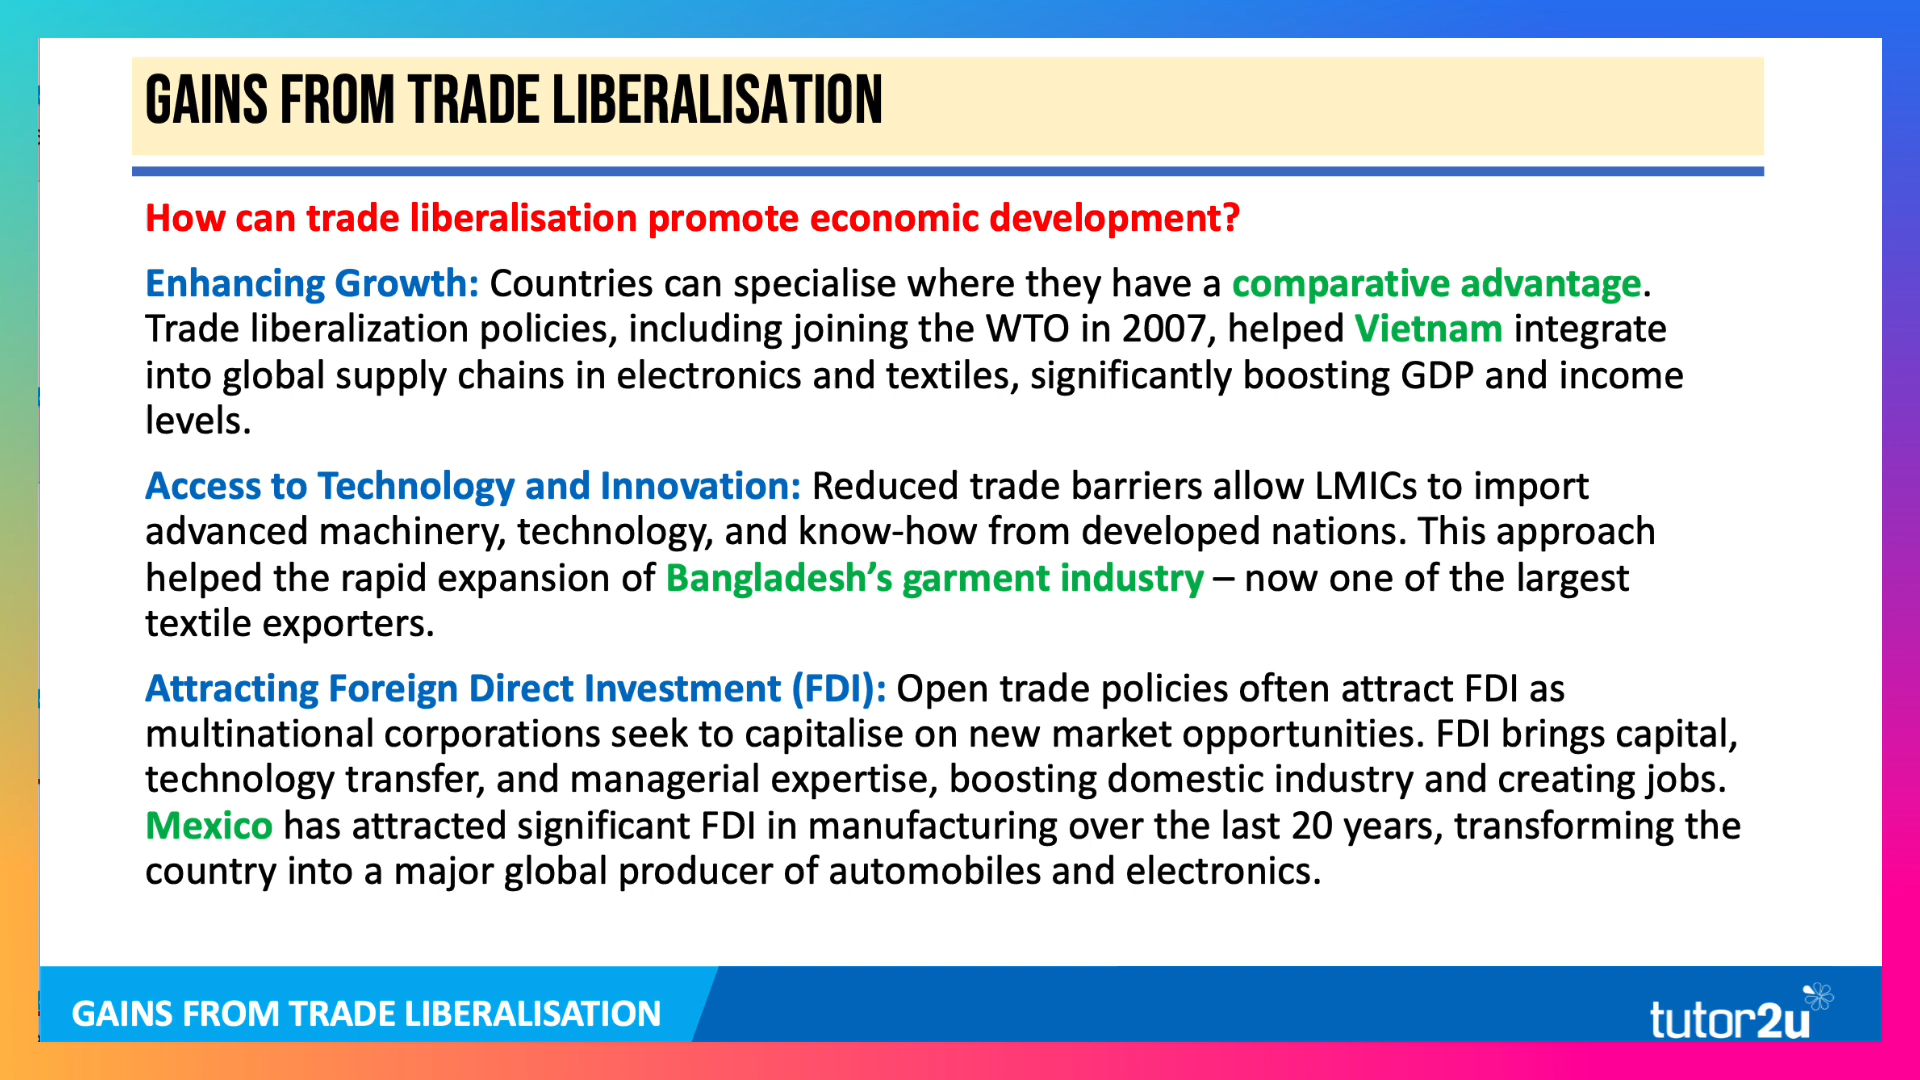 GAINS FROM TRADE LIBERALISATION
How can trade liberalisation promote economic development?
Enhancing Growth: Countries can specialise where they have a comparative advantage.
Trade liberalization policies, including joining the WTO in 2007, helped Vietnam integrate
into global supply chains in electronics and textiles, significantly boosting GDP and income
levels.
Access to Technology and Innovation: Reduced trade barriers allow LMICs to import
advanced machinery, technology, and know-how from developed nations. This approach
helped the rapid expansion of Bangladesh’s garment industry – now one of the largest
textile exporters.
Attracting Foreign Direct Investment (FDI): Open trade policies often attract FDI as
multinational corporations seek to capitalise on new market opportunities. FDI brings capital,
technology transfer, and managerial expertise, boosting domestic industry and creating jobs.
Mexico has attracted significant FDI in manufacturing over the last 20 years, transforming the
country into a major global producer of automobiles and electronics.
GAINS FROM TRADE LIBERALISATION
tutor2u